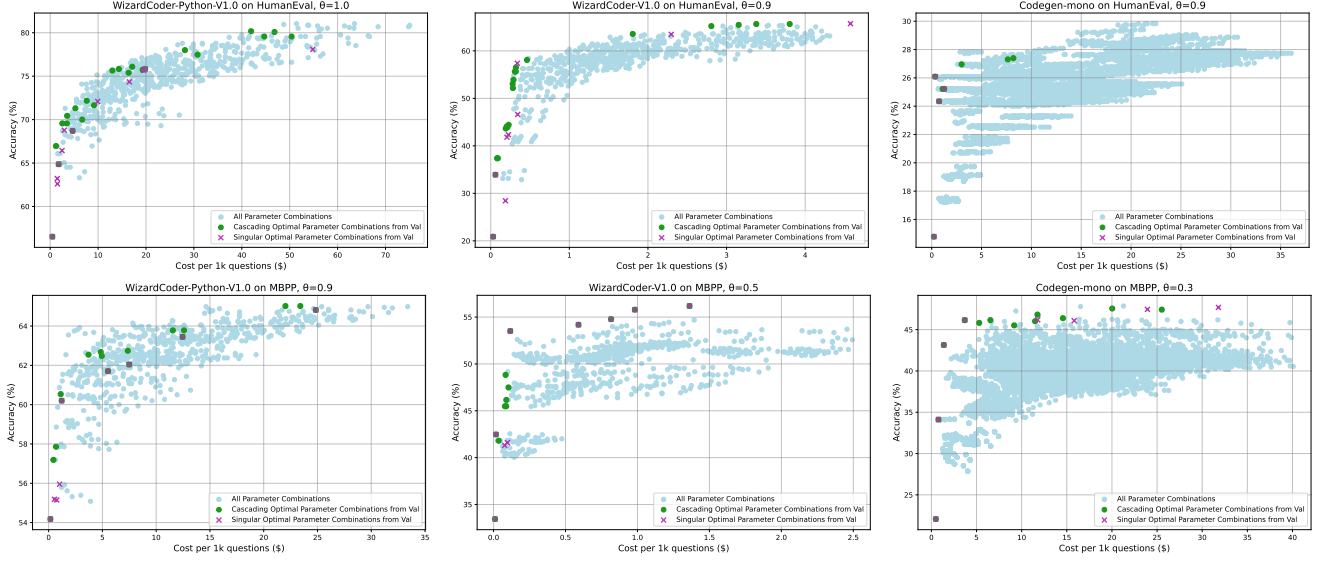 WizardCoder-Python-V1.0 on HumanEval, θ=1.0
Accuracy (%)
80
75
70
65
60
0 10 20 30 40 50 60 70
Cost per 1k questions ($)
All Parameter Combinations
Cascading Optimal Parameter Combinations from Val
Singular Optimal Parameter Combinations from Val
WizardCoder-V1.0 on HumanEval, θ=0.9
Accuracy (%)
60
50
40
30
20
0 1 2 3 4
Cost per 1k questions ($)
All Parameter Combinations
Cascading Optimal Parameter Combinations from Val
Singular Optimal Parameter Combinations from Val
Codegen-mono on HumanEval, θ=0.9
Accuracy (%)
30
28
26
24
22
20
18
16
0 5 10 15 20 25 30 35
Cost per 1k questions ($)
All Parameter Combinations
Cascading Optimal Parameter Combinations from Val
Singular Optimal Parameter Combinations from Val
WizardCoder-Python-V1.0 on MBPP, θ=0.9
Accuracy (%)
64
62
60
58
56
54
0 5 10 15 20 25 30 35
Cost per 1k questions ($)
All Parameter Combinations
Cascading Optimal Parameter Combinations from Val
Singular Optimal Parameter Combinations from Val
WizardCoder-V1.0 on MBPP, θ=0.5
Accuracy (%)
55
50
45
40
35
0.0 0.5 1.0 1.5 2.0 2.5
Cost per 1k questions ($)
All Parameter Combinations
Cascading Optimal Parameter Combinations from Val
Singular Optimal Parameter Combinations from Val
Codegen-mono on MBPP, θ=0.3
Accuracy (%)
45
40
35
30
25
0 5 10 15 20 25 30 35 40
Cost per 1k questions ($)
All Parameter Combinations
Cascading Optimal Parameter Combinations from Val
Singular Optimal Parameter Combinations from Val